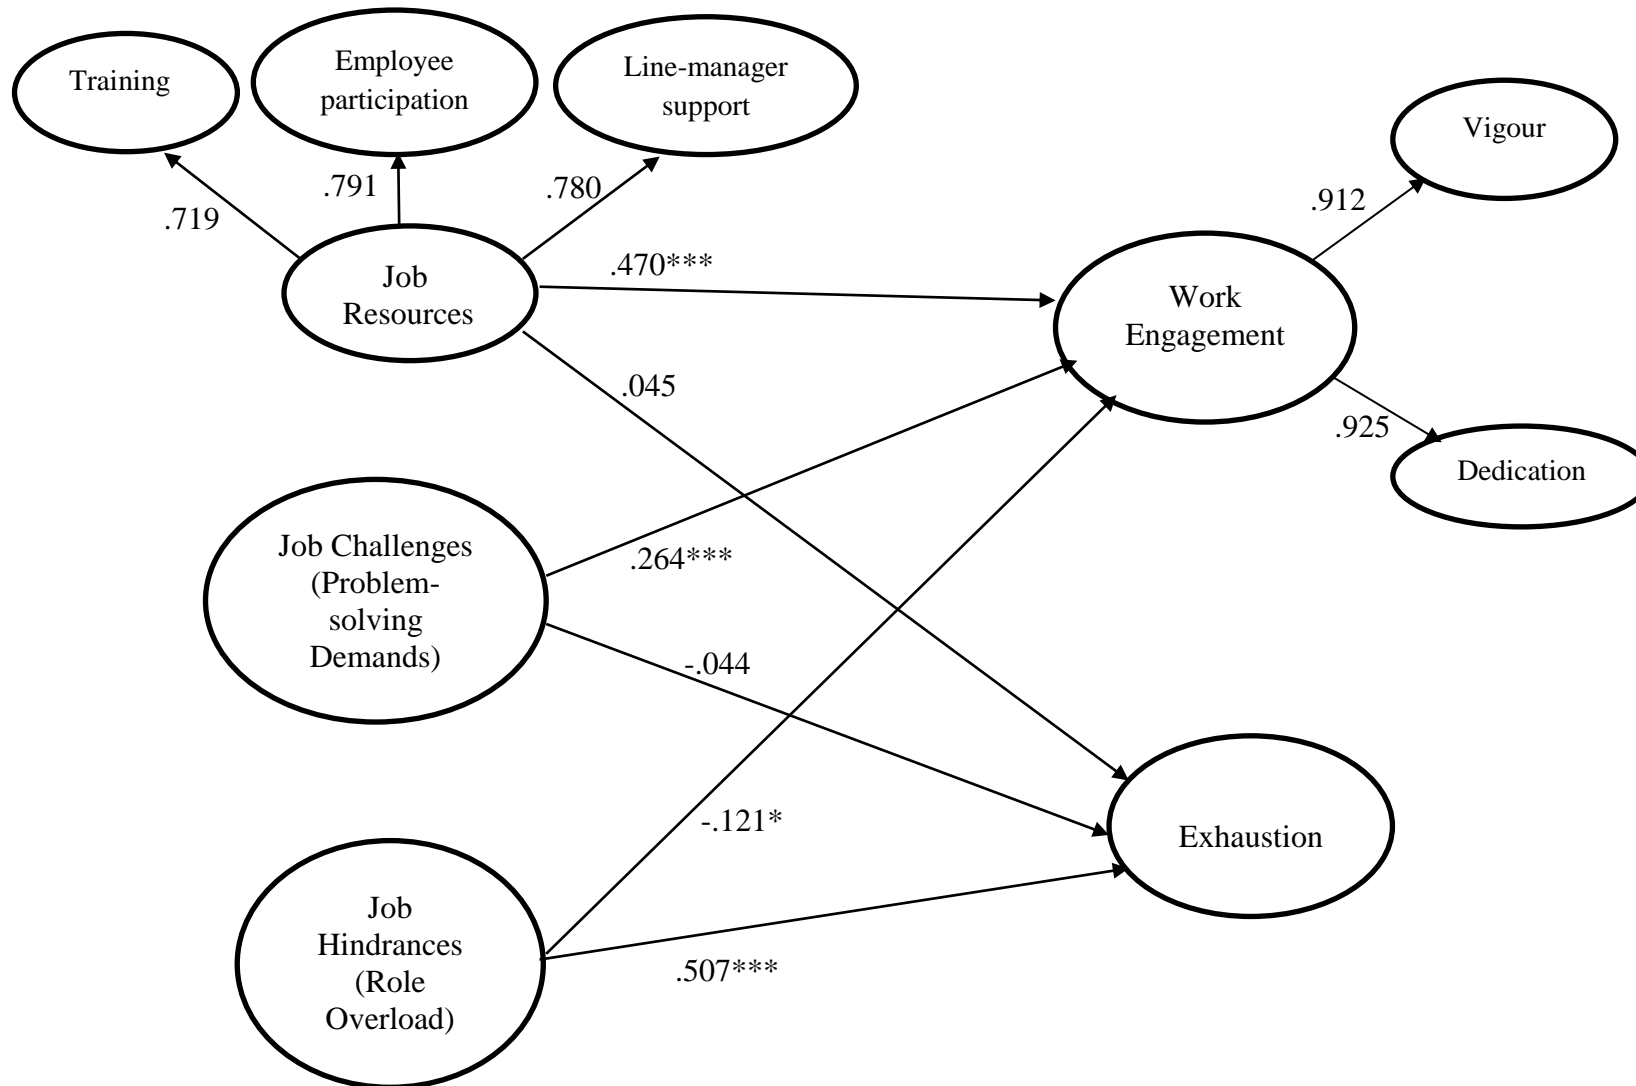 Training
Employee
participation
Line-manager
support
Vigour
.719
.791
.780
.912
Job
Resources
.470***
Work
Engagement
.045
.925
Dedication
Job Challenges
(Problem-
solving
Demands)
.264***
-.044
-.121*
Exhaustion
Job
Hindrances
(Role
Overload)
.507***